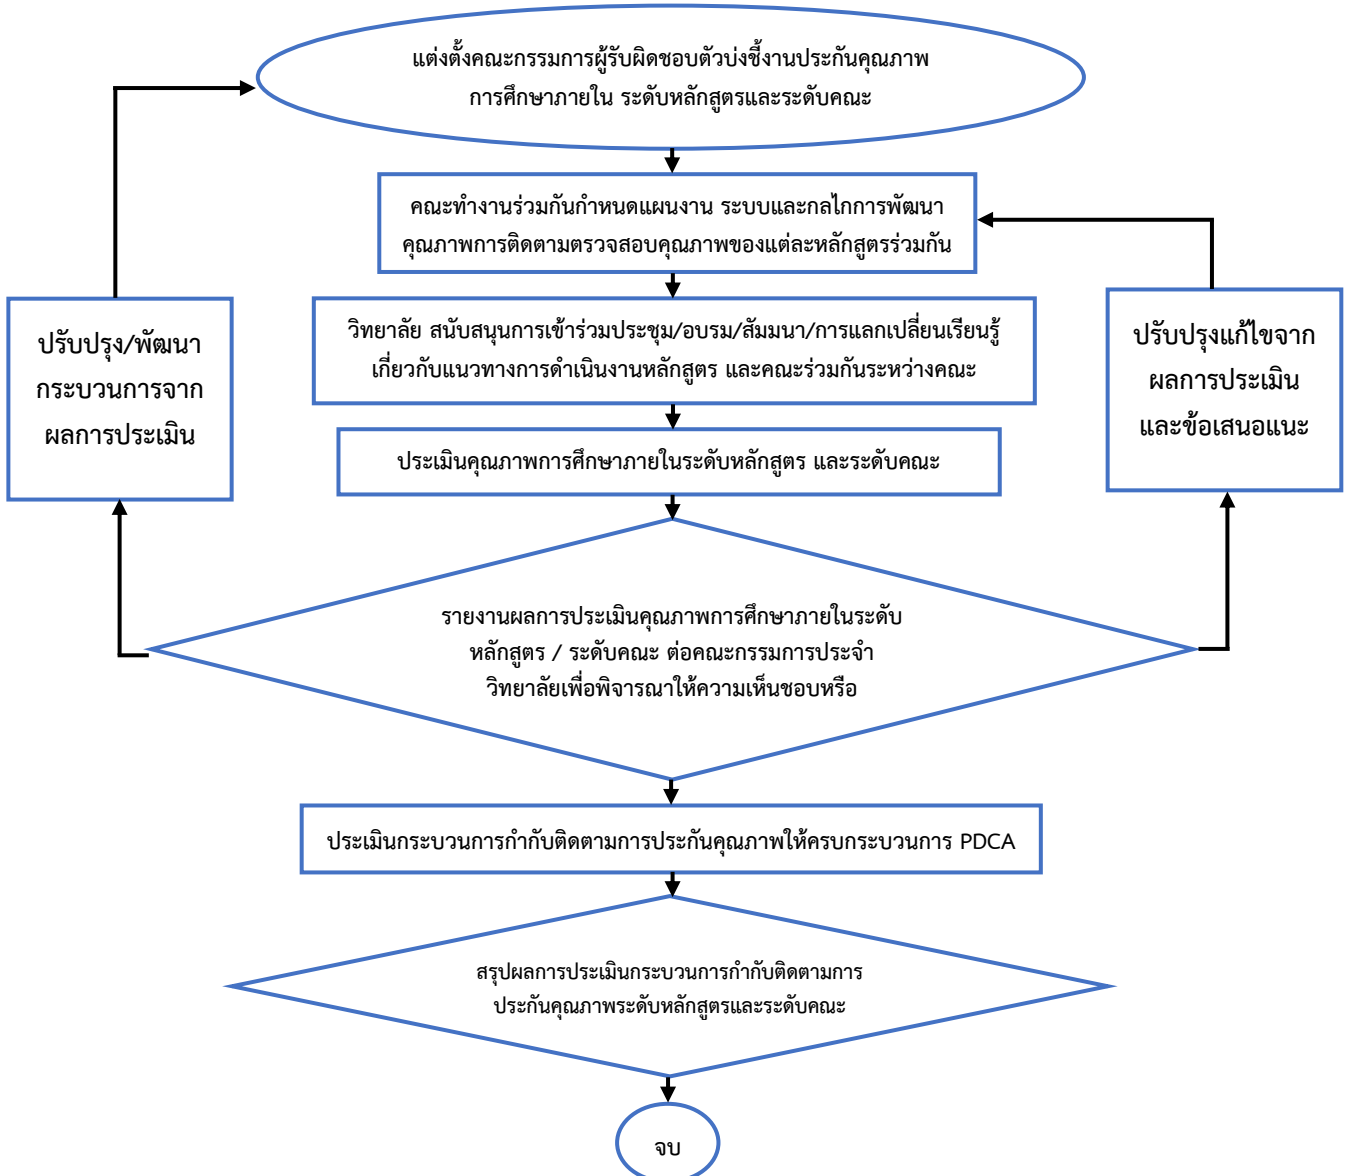 แต่งตั้งคณะกรรมการผู้รับผิดชอบตัวบ่งชี้งานประกันคุณภาพ
การศึกษาภายใน ระดับหลักสูตรและระดับคณะ
คณะทำงานร่วมกันกำหนดแผนงาน ระบบและกลไกการพัฒนา
คุณภาพการติดตามตรวจสอบคุณภาพของแต่ละหลักสูตรร่วมกัน
วิทยาลัย สนับสนุนการเข้าร่วมประชุม/อบรม/สัมมนา/การแลกเปลี่ยนเรียนรู้
เกี่ยวกับแนวทางการดำเนินงานหลักสูตร และคณะร่วมกันระหว่างคณะ
ปรับปรุง/พัฒนา
กระบวนการจาก
ผลการประเมิน
ปรับปรุงแก้ไขจาก
ผลการประเมิน
และข้อเสนอแนะ
ประเมินคุณภาพการศึกษาภายในระดับหลักสูตร และระดับคณะ
รายงานผลการประเมินคุณภาพการศึกษาภายในระดับ
หลักสูตร / ระดับคณะ ต่อคณะกรรมการประจำ
วิทยาลัยเพื่อพิจารณาให้ความเห็นชอบหรือ
ประเมินกระบวนการกำกับติดตามการประกันคุณภาพให้ครบกระบวนการ PDCA
สรุปผลการประเมินกระบวนการกำกับติดตามการ
ประกันคุณภาพระดับหลักสูตรและระดับคณะ
จบ